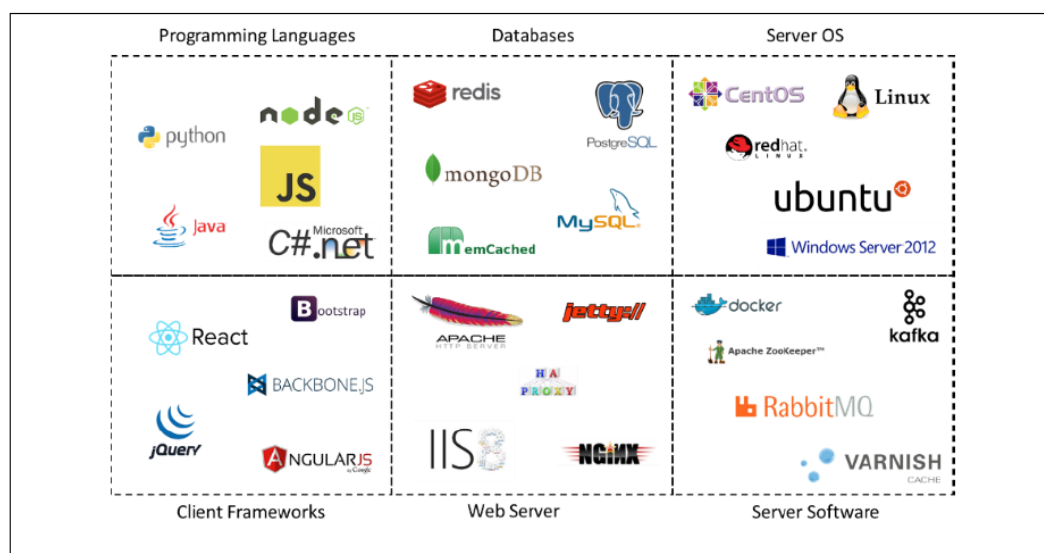 Programming Languages
Databases
Server OS
python
node
JS
JS
Java
Microsoft
C#.net
redis
PostgreSQL
mongoDB
MySQL
memCached
CentOS
Linux
redhat.
LINUX
ubuntu
Windows Server 2012
Bootstrap
React
BACKBONE.JS
jQuery
ANGULARJS
by Google
APACHE
HTTP SERVER
jetty://
HA
PROXY
IIS8
NGINX
docker
kafka
Apache ZooKeeper™
RabbitMQ
VARNISH
CACHE
Client Frameworks
Web Server
Server Software